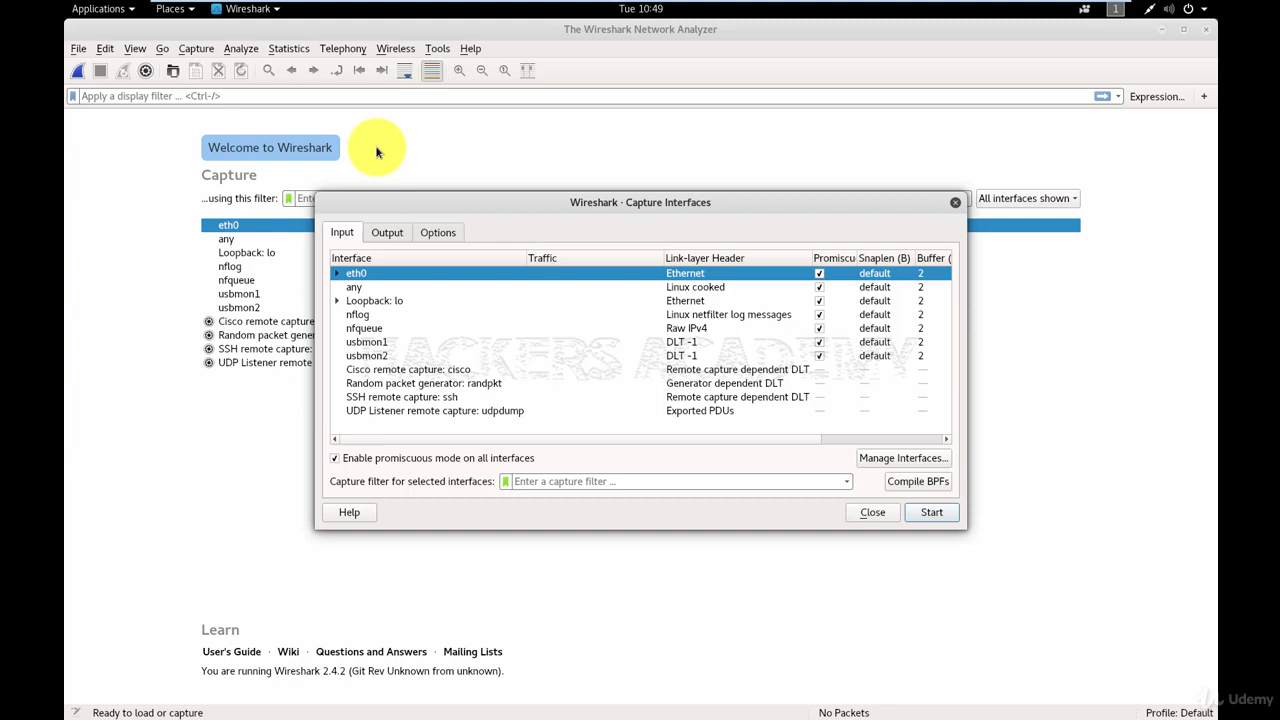 Applications Places Wireshark Tue 10:49 1
The Wireshark Network Analyzer
File Edit View Go Capture Analyze Statistics Telephony Wireless Tools Help
Apply a display filter ... <Ctrl-/> Expression... +
Welcome to Wireshark
Capture
...using this filter: Ente All interfaces shown
eth0
any
Loopback: lo
nflog
nfqueue
usbmon1
usbmon2
Cisco remote capture
Random packet gener
SSH remote capture:
UDP Listener remote
Wireshark · Capture Interfaces
Input Output Options
Interface Traffic Link-layer Header Promiscu Snaplen (B) Buffer (
eth0 Ethernet default 2
any Linux cooked default 2
Loopback: lo Ethernet default 2
nflog Linux netfilter log messages default 2
nfqueue Raw IPv4 default 2
usbmon1 DLT -1 default 2
usbmon2 DLT -1 default 2
Cisco remote capture: cisco Remote capture dependent DLT — — —
Random packet generator: randpkt Generator dependent DLT — — —
SSH remote capture: ssh Remote capture dependent DLT — — —
UDP Listener remote capture: udpdump Exported PDUs — — —
HACKERS ACADEMY
Enable promiscuous mode on all interfaces Manage Interfaces...
Capture filter for selected interfaces: Enter a capture filter ... Compile BPFs
Help Close Start
Learn
User's Guide · Wiki · Questions and Answers · Mailing Lists
You are running Wireshark 2.4.2 (Git Rev Unknown from unknown).
Ready to load or capture No Packets Profile: Default
Udemy